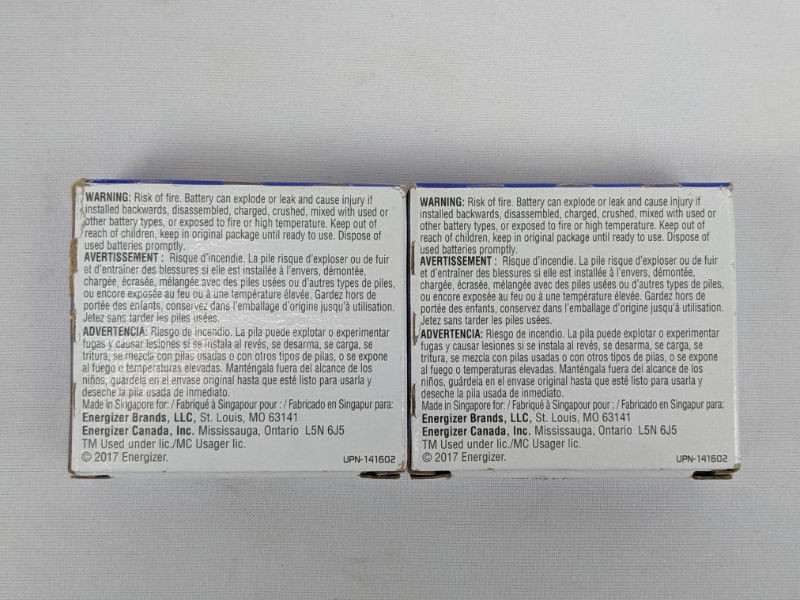 WARNING: Risk of fire. Battery can explode or leak and cause injury if
installed backwards, disassembled, charged, crushed, mixed with used or
other battery types, or exposed to fire or high temperature. Keep out of
reach of children, keep in original package until ready to use. Dispose of
used batteries promptly.
AVERTISSEMENT : Risque d'incendie. La pile risque d'exploser ou de fuir
et d'entraîner des blessures si elle est installée à l'envers, démontée,
chargée, écrasée, mélangée avec des piles usées ou d'autres types de piles,
ou encore exposée au feu ou à une température élevée. Gardez hors de
portée des enfants, conservez dans l'emballage d'origine jusqu'à utilisation.
Jetez sans tarder les piles usées.
ADVERTENCIA: Riesgo de incendio. La pila puede explotar o experimentar
fugas y causar lesiones si se instala al revés, se desarma, se carga, se
tritura, se mezcla con pilas usadas o con otros tipos de pilas, o se expone
al fuego o temperaturas elevadas. Manténgala fuera del alcance de los
niños, guárdela en el envase original hasta que esté listo para usarla y
deseche la pila usada de inmediato.
Made in Singapore for: / Fabriqué à Singapour pour : / Fabricado en Singapur para:
Energizer Brands, LLC, St. Louis, MO 63141
Energizer Canada, Inc. Mississauga, Ontario L5N 6J5
TM Used under lic./MC Usager lic.
© 2017 Energizer. UPN-141602
WARNING: Risk of fire. Battery can explode or leak and cause injury if
installed backwards, disassembled, charged, crushed, mixed with used or
other battery types, or exposed to fire or high temperature. Keep out of
reach of children, keep in original package until ready to use. Dispose of
used batteries promptly.
AVERTISSEMENT : Risque d'incendie. La pile risque d'exploser ou de fuir
et d'entraîner des blessures si elle est installée à l'envers, démontée,
chargée, écrasée, mélangée avec des piles usées ou d'autres types de piles,
ou encore exposée au feu ou à une température élevée. Gardez hors de
portée des enfants, conservez dans l'emballage d'origine jusqu'à utilisation.
Jetez sans tarder les piles usées.
ADVERTENCIA: Riesgo de incendio. La pila puede explotar o experimentar
fugas y causar lesiones si se instala al revés, se desarma, se carga, se
tritura, se mezcla con pilas usadas o con otros tipos de pilas, o se expone
al fuego o temperaturas elevadas. Manténgala fuera del alcance de los
niños, guárdela en el envase original hasta que esté listo para usarla y
deseche la pila usada de inmediato.
Made in Singapore for: / Fabriqué à Singapour pour : / Fabricado en Singapur para:
Energizer Brands, LLC, St. Louis, MO 63141
Energizer Canada, Inc. Mississauga, Ontario L5N 6J5
TM Used under lic./MC Usager lic.
© 2017 Energizer. UPN-141602